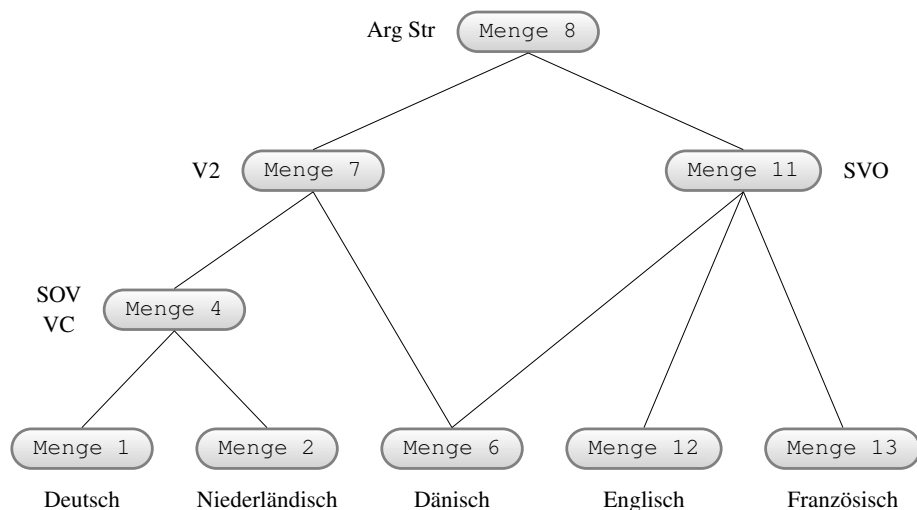 Arg Str
Menge 8
V2
Menge 7
Menge 11
SVO
SOV
VC
Menge 4
Menge 1
Menge 2
Menge 6
Menge 12
Menge 13
Deutsch
Niederländisch
Dänisch
Englisch
Französisch